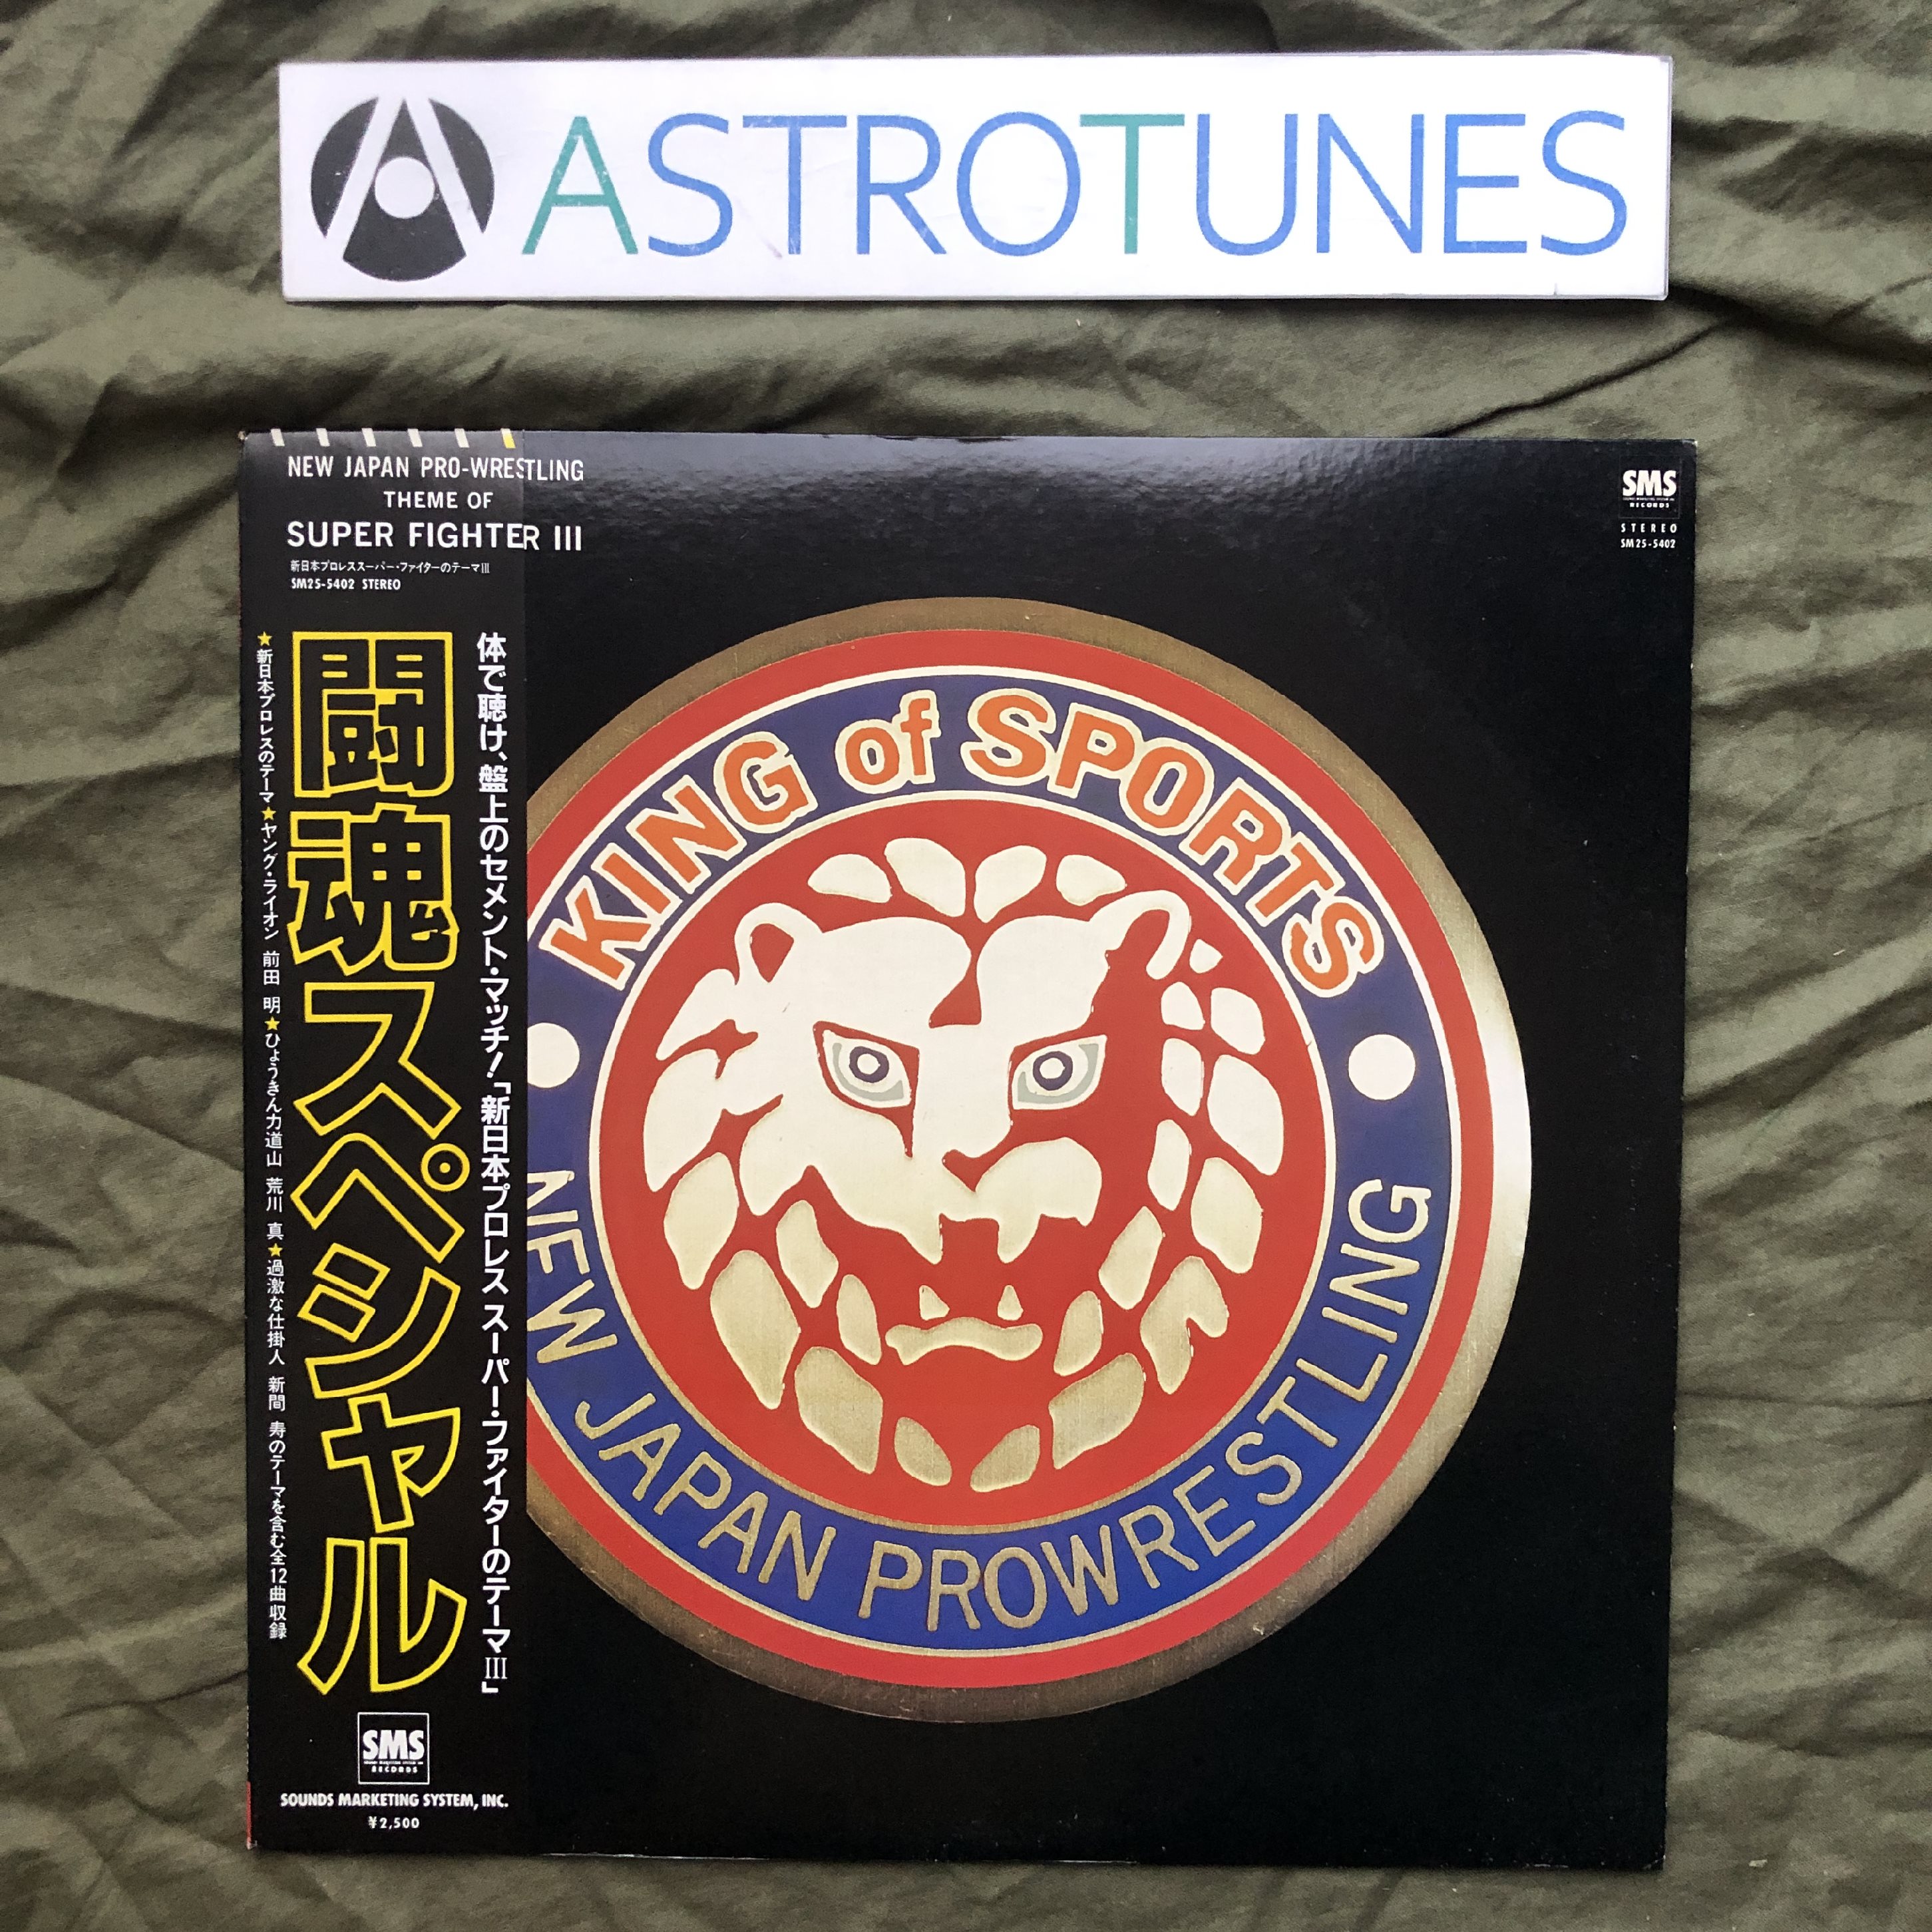 ASTROTUNES
NEW JAPAN PRO-WRESTLING
THEME OF
SUPER FIGHTER III
新日本プロレススーパー・ファイターのテーマIII
SM25-5402 STEREO
SMS
RECORDS
STEREO
SM25-5402
体で聴け、盤上のセメント・マッチ!「新日本プロレス スーパー・ファイターのテーマIII」
闘魂スペシャル
★新日本プロレスのテーマ★ヤング・ライオン 前田 明★ひょうきん力道山 荒川 真★過激な仕掛人 新間 寿のテーマを含む全12曲収録
KING of SPORTS
NEW JAPAN PROWRESTLING
SMS
RECORDS
SOUNDS MARKETING SYSTEM, INC.
¥2,500